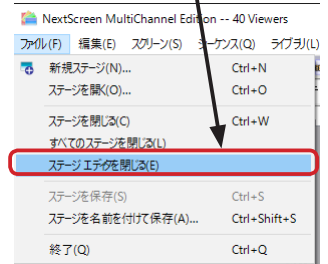 NextScreen MultiChannel Edition -- 40 Viewers
ファイル(F) 編集(E) スクリーン(S) シーケンス(Q) ライブラリ(L)
新規ステージ(N)... Ctrl+N
ステージを開く(O)... Ctrl+O
ステージを閉じる(C) Ctrl+W
すべてのステージを閉じる(L)
ステージ エディタを閉じる(E)
ステージを保存(S) Ctrl+S
ステージを名前を付けて保存(A)... Ctrl+Shift+S
終了(Q) Ctrl+Q